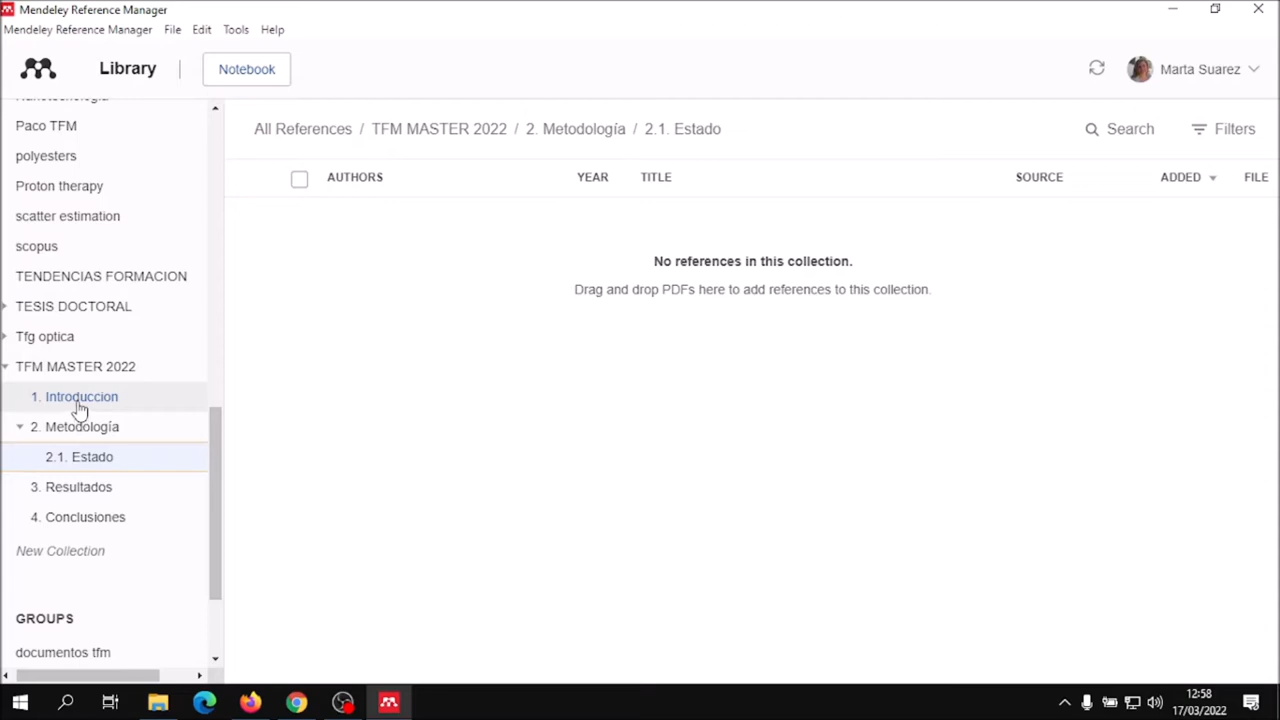 Mendeley Reference Manager
Mendeley Reference Manager File Edit Tools Help
Library Notebook Marta Suarez
Nanotecnología
Paco TFM
polyesters
Proton therapy
scatter estimation
scopus
TENDENCIAS FORMACION
TESIS DOCTORAL
Tfg optica
TFM MASTER 2022
1. Introduccion
2. Metodología
2.1. Estado
3. Resultados
4. Conclusiones
New Collection
GROUPS
documentos tfm
All References / TFM MASTER 2022 / 2. Metodología / 2.1. Estado Search Filters
AUTHORS YEAR TITLE SOURCE ADDED FILE
No references in this collection.
Drag and drop PDFs here to add references to this collection.
12:58
17/03/2022